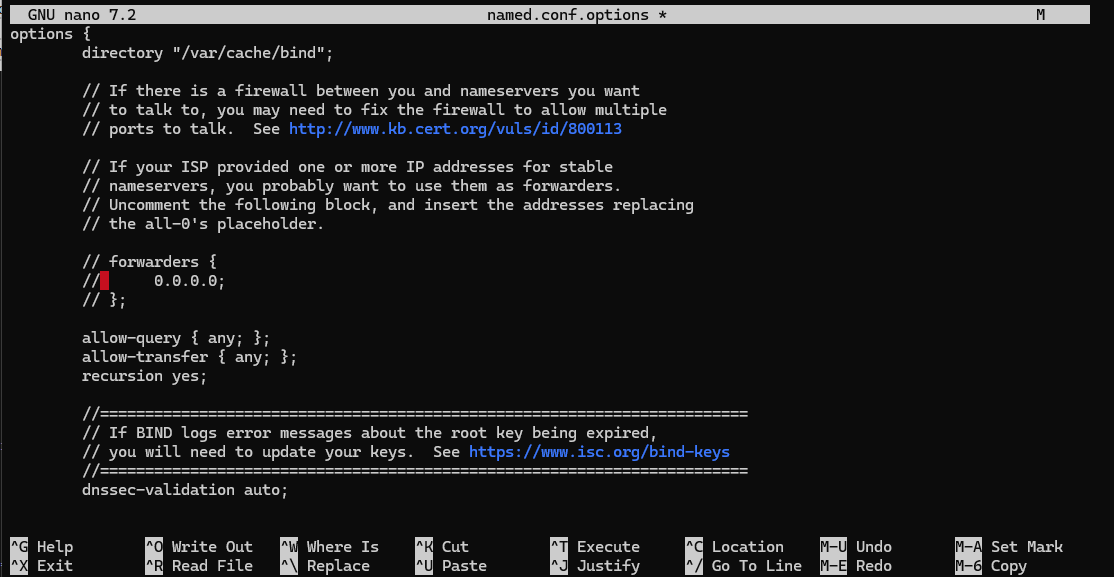 GNU nano 7.2 named.conf.options * M
options {
directory "/var/cache/bind";
// If there is a firewall between you and nameservers you want
// to talk to, you may need to fix the firewall to allow multiple
// ports to talk. See http://www.kb.cert.org/vuls/id/800113
// If your ISP provided one or more IP addresses for stable
// nameservers, you probably want to use them as forwarders.
// Uncomment the following block, and insert the addresses replacing
// the all-0's placeholder.
// forwarders {
// 0.0.0.0;
// };
allow-query { any; };
allow-transfer { any; };
recursion yes;
//========================================================================
// If BIND logs error messages about the root key being expired,
// you will need to update your keys. See https://www.isc.org/bind-keys
//========================================================================
dnssec-validation auto;
^G Help ^O Write Out ^W Where Is ^K Cut ^T Execute ^C Location M-U Undo M-A Set Mark
^X Exit ^R Read File ^\ Replace ^U Paste ^J Justify ^/ Go To Line M-E Redo M-6 Copy